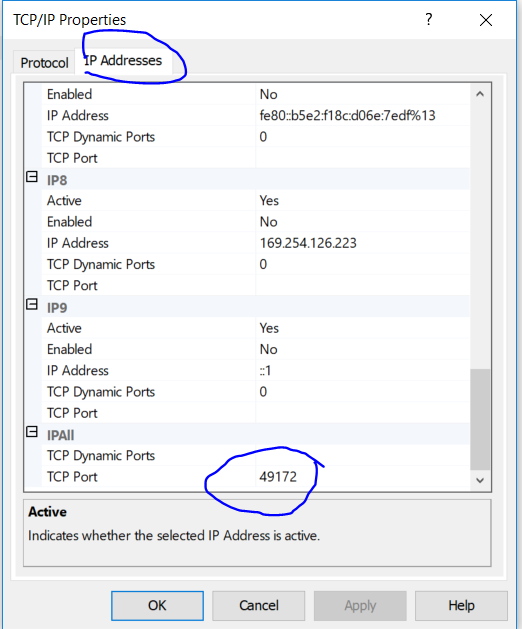 TCP/IP Properties ? ×
Protocol IP Addresses
Enabled No
IP Address fe80::b5e2:f18c:d06e:7edf%13
TCP Dynamic Ports 0
TCP Port
IP8
Active Yes
Enabled No
IP Address 169.254.126.223
TCP Dynamic Ports 0
TCP Port
IP9
Active Yes
Enabled No
IP Address ::1
TCP Dynamic Ports 0
TCP Port
IPAll
TCP Dynamic Ports
TCP Port 49172
Active
Indicates whether the selected IP Address is active.
OK Cancel Apply Help